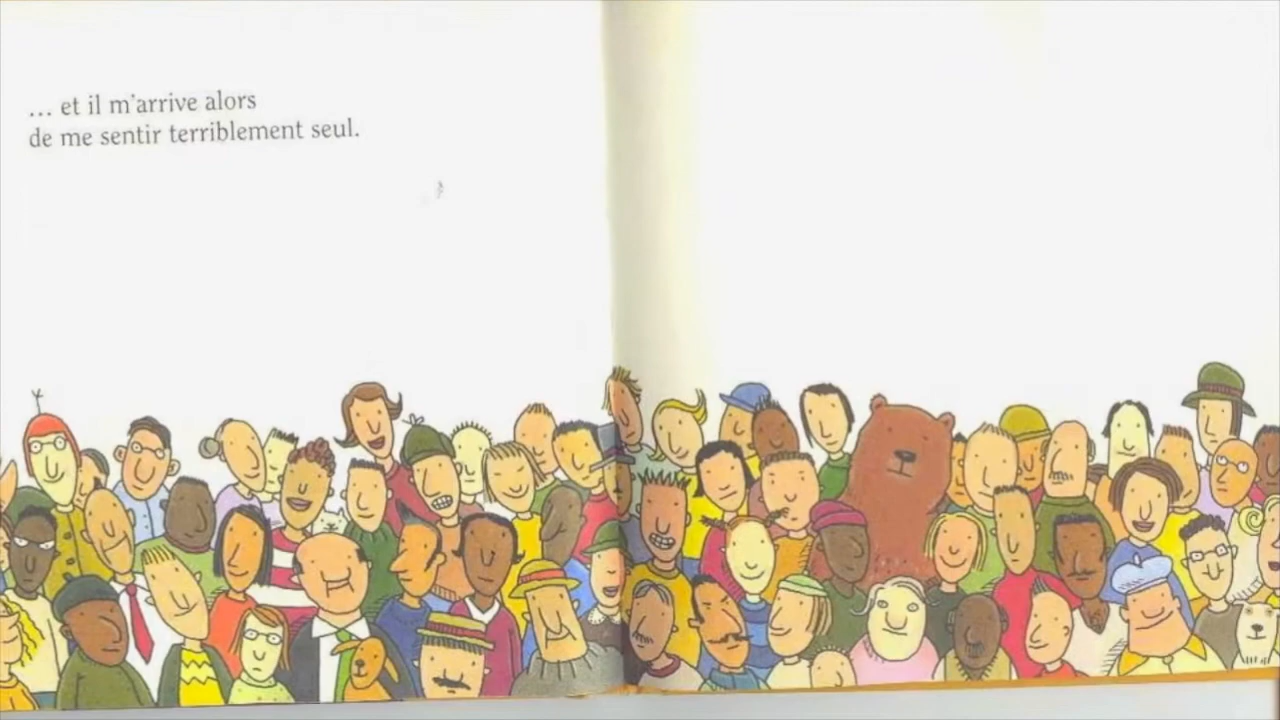 ... et il m'arrive alors
de me sentir terriblement seul.